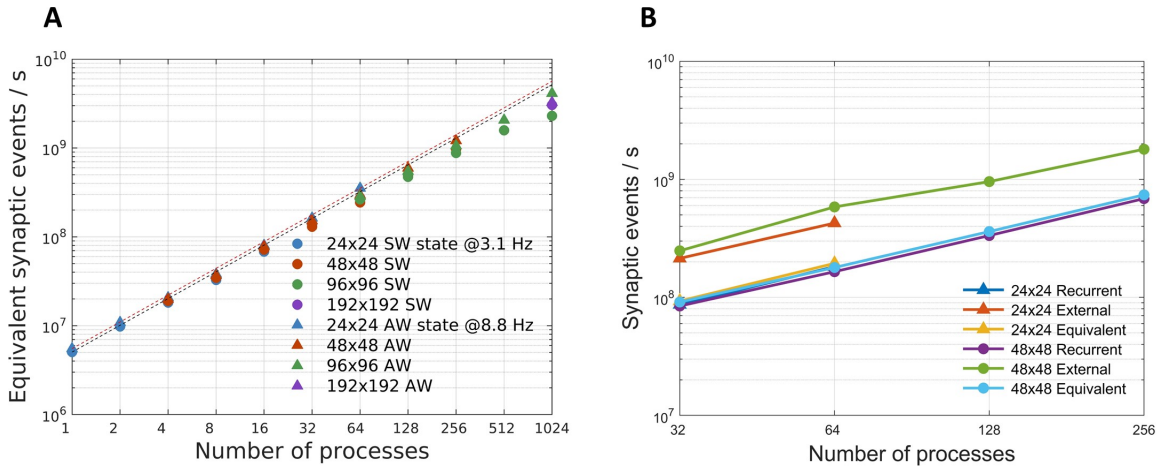 A
Equivalent synaptic events / s
10^10
10^9
10^8
10^7
10^6
24x24 SW state @3.1 Hz
48x48 SW
96x96 SW
192x192 SW
24x24 AW state @8.8 Hz
48x48 AW
96x96 AW
192x192 AW
1 2 4 8 16 32 64 128 256 512 1024
Number of processes
B
Synaptic events / s
10^10
10^9
10^8
10^7
24x24 Recurrent
24x24 External
24x24 Equivalent
48x48 Recurrent
48x48 External
48x48 Equivalent
32 64 128 256
Number of processes